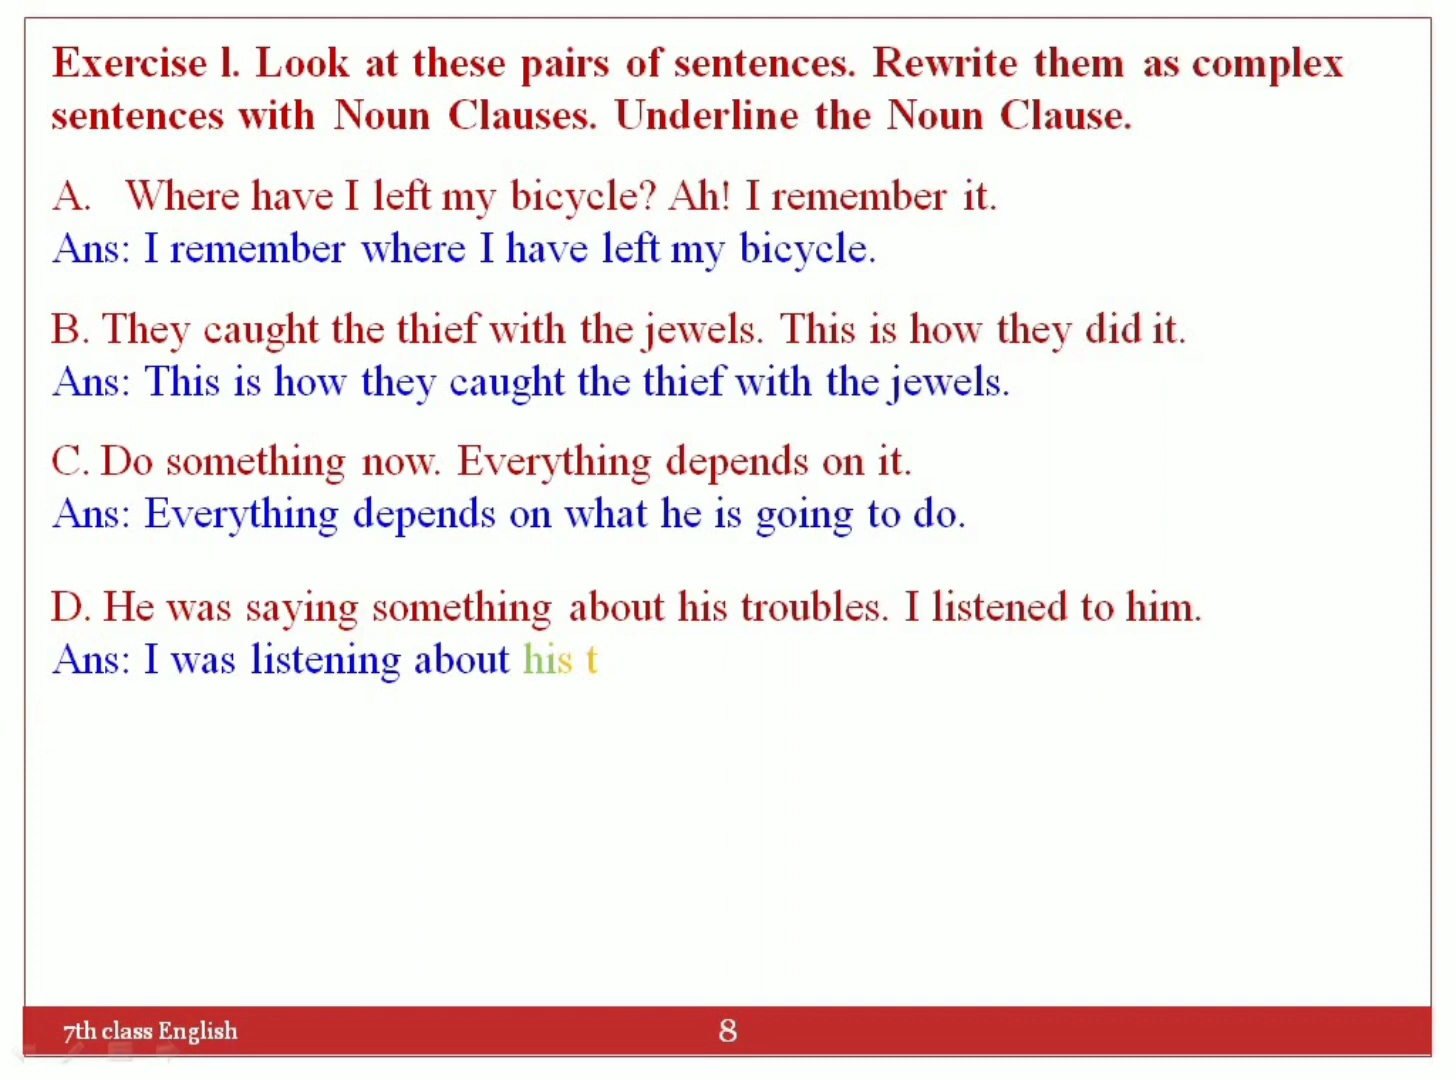 Exercise l. Look at these pairs of sentences. Rewrite them as complex
sentences with Noun Clauses. Underline the Noun Clause.
A. Where have I left my bicycle? Ah! I remember it.
Ans: I remember where I have left my bicycle.
B. They caught the thief with the jewels. This is how they did it.
Ans: This is how they caught the thief with the jewels.
C. Do something now. Everything depends on it.
Ans: Everything depends on what he is going to do.
D. He was saying something about his troubles. I listened to him.
Ans: I was listening about his t
7th class English
8